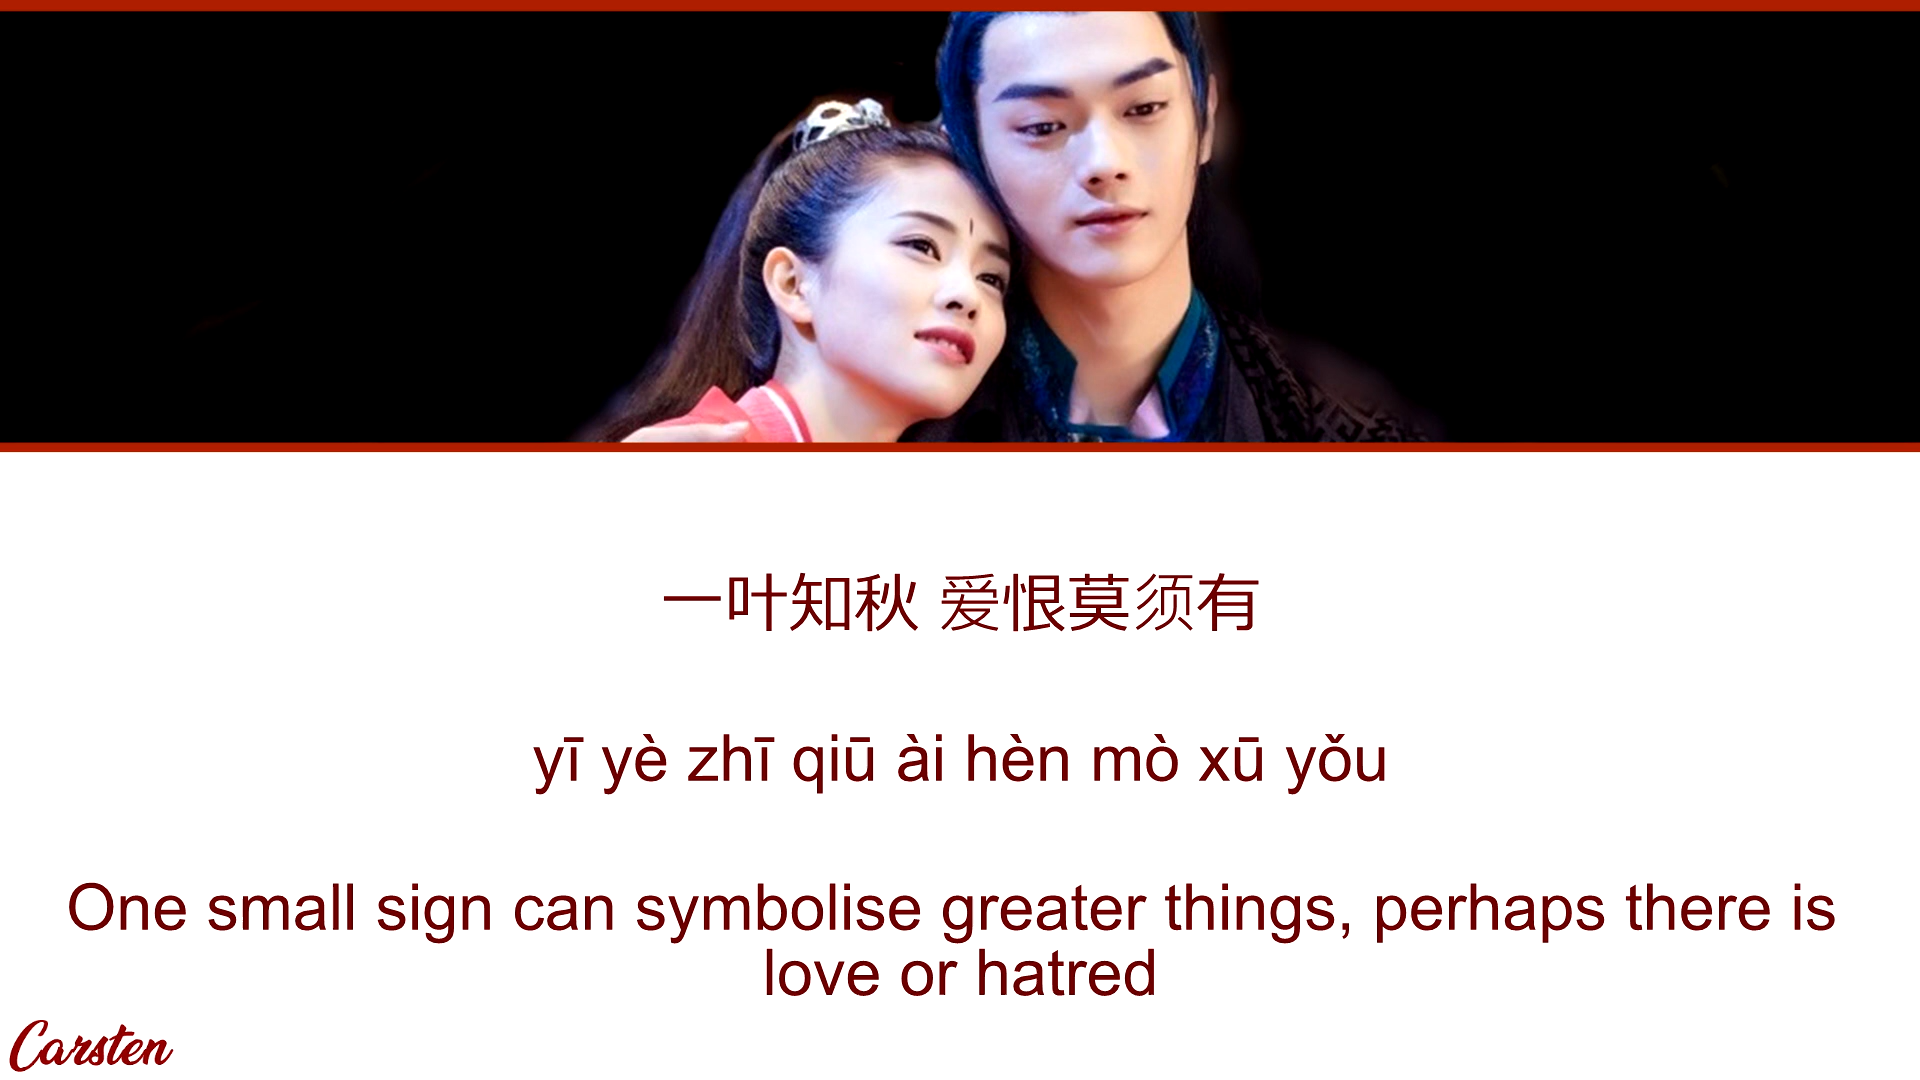 一叶知秋 爱恨莫须有
yī yè zhī qiū ài hèn mò xū yǒu
One small sign can symbolise greater things, perhaps there is
love or hatred
Carsten